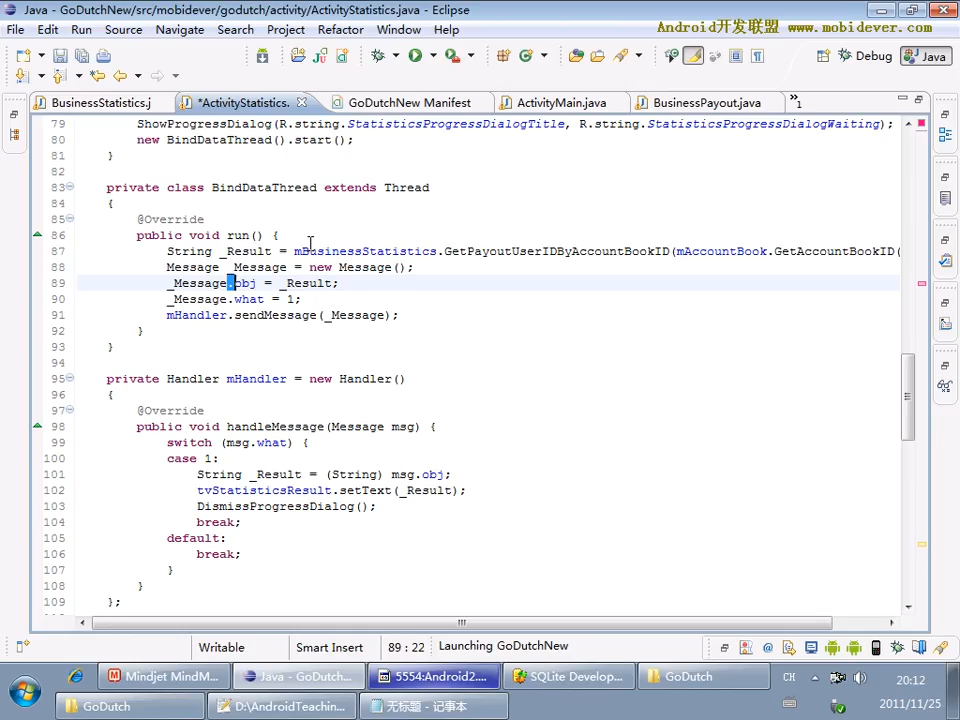 Java - GoDutchNew/src/mobidever/godutch/activity/ActivityStatistics.java - Eclipse
File Edit Source Navigate Search Project Refactor Window Help
Android开发联盟 www.mobidever.com
Debug Java
BusinessStatistics.j *ActivityStatistics. GoDutchNew Manifest ActivityMain.java BusinessPayout.java »1
79 ShowProgressDialog(R.string.StatisticsProgressDialogTitle, R.string.StatisticsProgressDialogWaiting);
80 new BindDataThread().start();
81 }
82
83 private class BindDataThread extends Thread
84 {
85 @Override
86 public void run() {
87 String _Result = mBusinessStatistics.GetPayoutUserIDByAccountBookID(mAccountBook.GetAccountBookID(
88 Message _Message = new Message();
89 _Message.obj = _Result;
90 _Message.what = 1;
91 mHandler.sendMessage(_Message);
92 }
93 }
94
95 private Handler mHandler = new Handler()
96 {
97 @Override
98 public void handleMessage(Message msg) {
99 switch (msg.what) {
100 case 1:
101 String _Result = (String) msg.obj;
102 tvStatisticsResult.setText(_Result);
103 DismissProgressDialog();
104 break;
105 default:
106 break;
107 }
108 }
109 };
Writable Smart Insert 89 : 22 Launching GoDutchNew
Mindjet MindM... Java - GoDutch... 5554:Android2.... SQLite Develop... GoDutch CH 20:12
GoDutch D:\AndroidTeachin... 无标题 - 记事本 2011/11/25